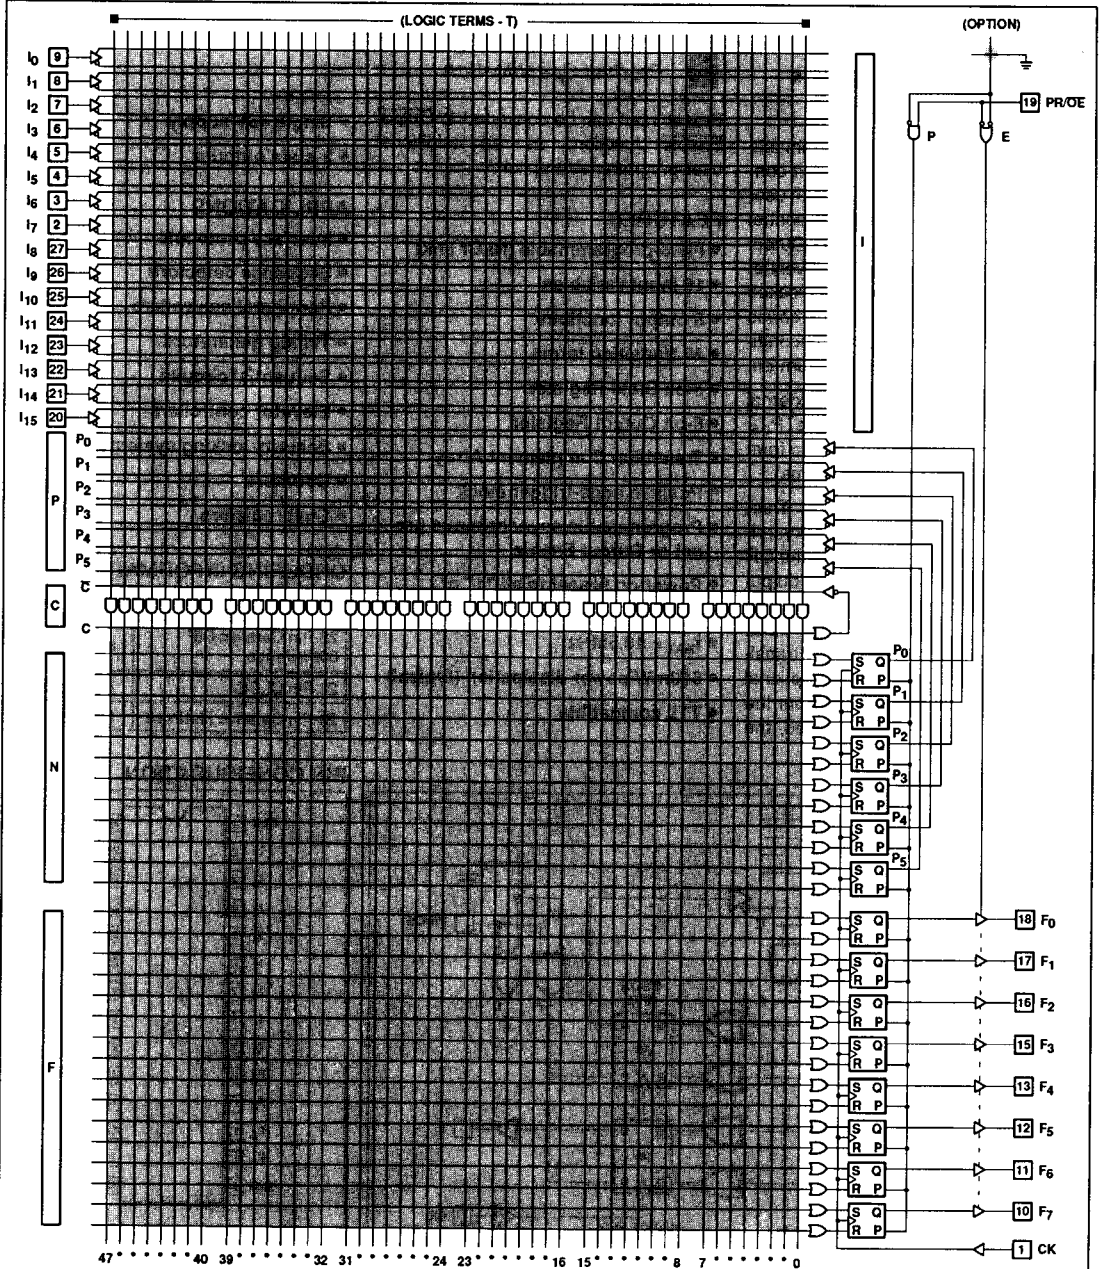 (LOGIC TERMS - T)
(OPTION)
I0 9
I1 8
I2 7
I3 6
I4 5
I5 4
I6 3
I7 2
I8 27
I9 26
I10 25
I11 24
I12 23
I13 22
I14 21
I15 20
19 PR/O̅E̅
P E
I
P
P0
P1
P2
P3
P4
P5
C̅
C
C
N
F
S Q P0
R P
S Q P1
R P
S Q P2
R P
S Q P3
R P
S Q P4
R P
S Q P5
R P
S Q 18 F0
R P
S Q 17 F1
R P
S Q 16 F2
R P
S Q 15 F3
R P
S Q 13 F4
R P
S Q 12 F5
R P
S Q 11 F6
R P
S Q 10 F7
R P
1 CK
47 • • • • • • 40 39 • • • • • • 32 31 • • • • • • 24 23 • • • • • • 16 15 • • • • • • 8 7 • • • • • • 0